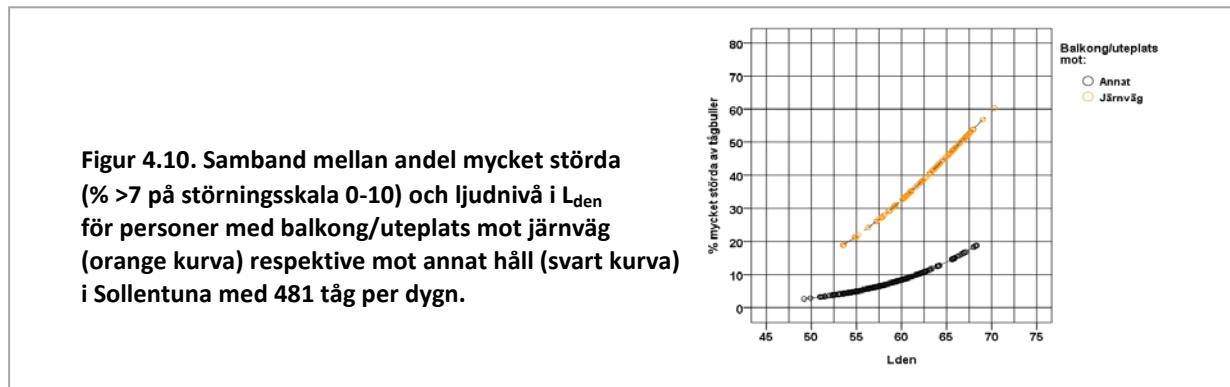 Figur 4.10. Samband mellan andel mycket störda
(% >7 på störningsskala 0-10) och ljudnivå i Lden
för personer med balkong/uteplats mot järnväg
(orange kurva) respektive mot annat håll (svart kurva)
i Sollentuna med 481 tåg per dygn.
% mycket störda av tågbuller
80
70
60
50
40
30
20
10
0
45 50 55 60 65 70 75
Lden
Balkong/uteplats
mot:
Annat
Järnväg